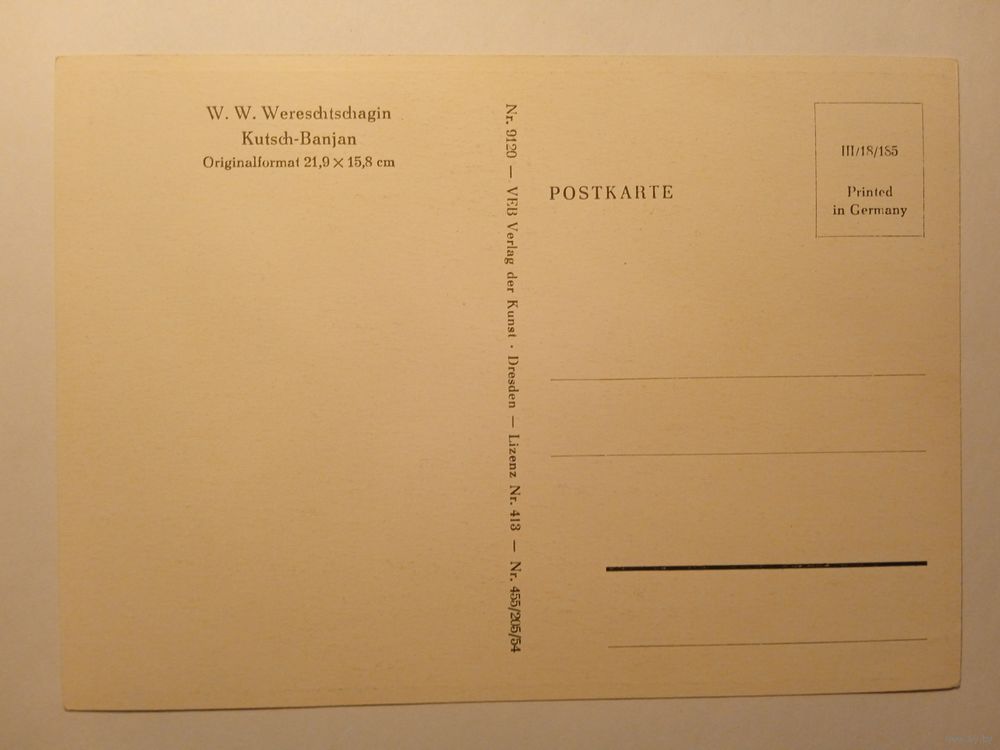 W. W. Wereschtschagin
Kutsch-Banjan
Originalformat 21,9 × 15,8 cm
Nr. 9120 — VEB Verlag der Kunst · Dresden — Lizenz Nr. 413 — Nr. 455/205/54
POSTKARTE
III/18/185
Printed
in Germany